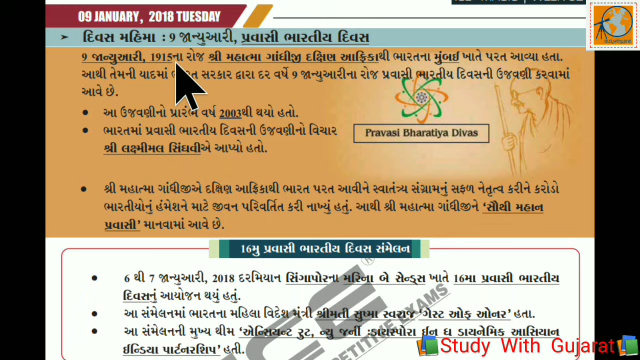 09 JANUARY, 2018 TUESDAY
➤ દિવસ મહિમા : 9 જાન્યુઆરી, પ્રવાસી ભારતીય દિવસ
9 જાન્યુઆરી, 1915ના રોજ શ્રી મહાત્મા ગાંધીજી દક્ષિણ આફ્રિકાથી ભારતના મુંબઈ ખાતે પરત આવ્યા હતા.
આથી તેમની યાદમાં ભારત સરકાર દ્વારા દર વર્ષે 9 જાન્યુઆરીના રોજ પ્રવાસી ભારતીય દિવસની ઉજવણી કરવામાં
આવે છે.
• આ ઉજવણીનો પ્રારંભ વર્ષ 2003થી થયો હતો.
• ભારતમાં પ્રવાસી ભારતીય દિવસની ઉજવણીનો વિચાર
શ્રી લક્ષ્મીમલ સિંઘવીએ આપ્યો હતો.
Pravasi Bharatiya Divas
• શ્રી મહાત્મા ગાંધીજીએ દક્ષિણ આફ્રિકાથી ભારત પરત આવીને સ્વાતંત્ર્ય સંગ્રામનું સફળ નેતૃત્વ કરીને કરોડો
ભારતીયોનું હંમેશને માટે જીવન પરિવર્તિત કરી નાખ્યું હતું. આથી શ્રી મહાત્મા ગાંધીજીને ‘સૌથી મહાન
પ્રવાસી’ માનવામાં આવે છે.
16મુ પ્રવાસી ભારતીય દિવસ સંમેલન
• 6 થી 7 જાન્યુઆરી, 2018 દરમિયાન સિંગાપોરના મરિના બે સેન્ડ્સ ખાતે 16મા પ્રવાસી ભારતીય
દિવસનું આયોજન થયું હતું.
• આ સંમેલનમાં ભારતના મહિલા વિદેશ મંત્રી શ્રીમતી સુષ્મા સ્વરાજ ‘ગેસ્ટ ઓફ ઓનર’ હતા.
• આ સંમેલનની મુખ્ય થીમ ‘એન્સિયન્ટ રુટ, ન્યુ જર્ની : ડાયસ્પોરા ઈન ધ ડાયનેમિક આસિયાન
ઈન્ડિયા પાર્ટનરશિપ’ હતી.
Study With Gujarat